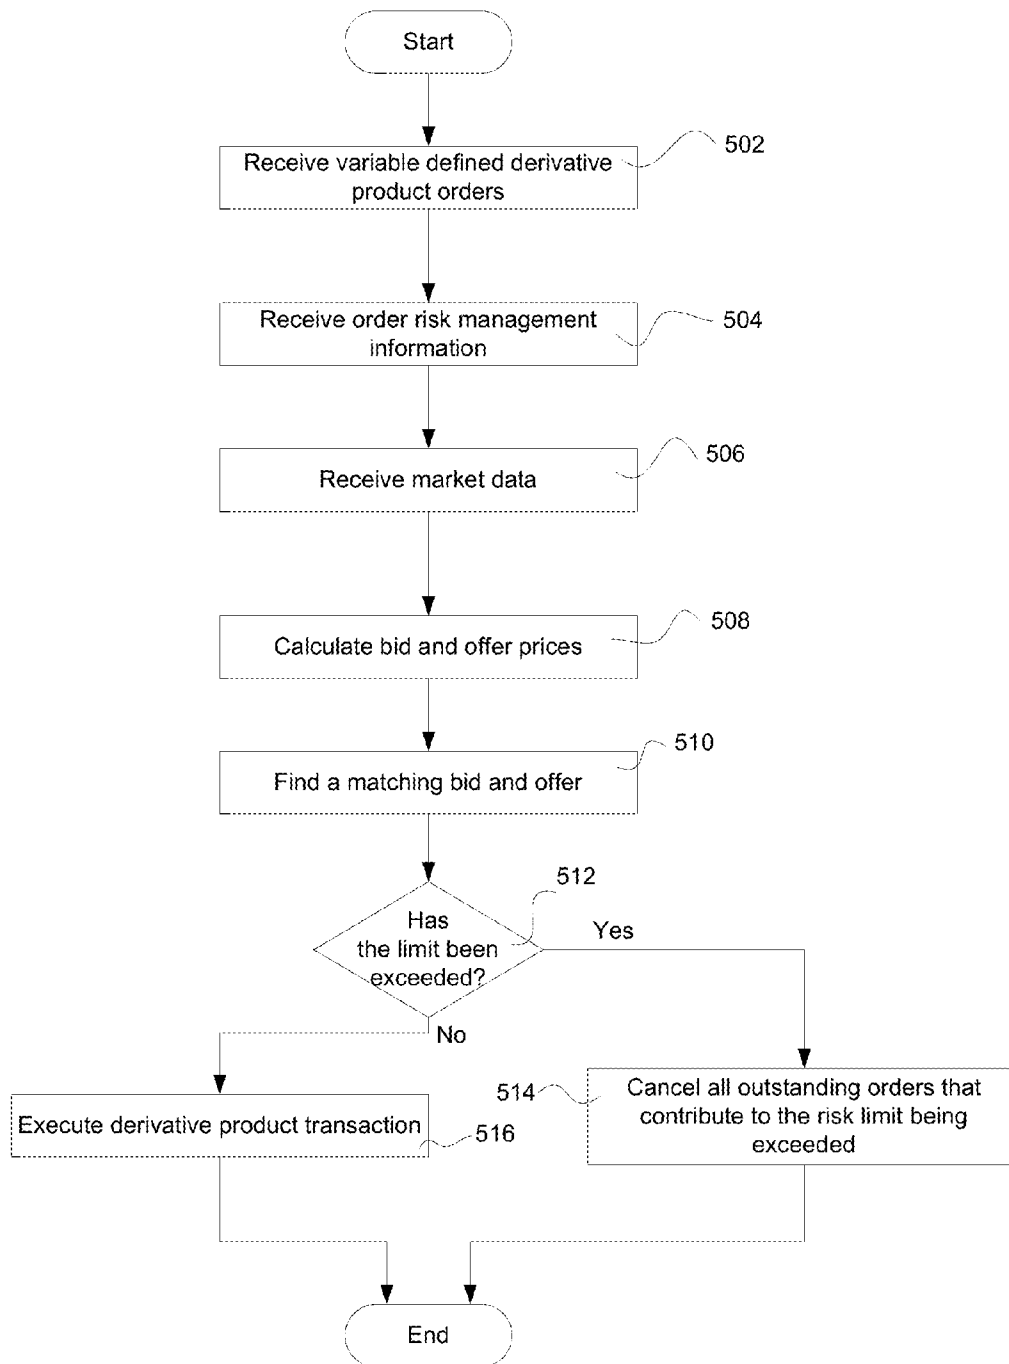 Start
502
Receive variable defined derivative
product orders
504
Receive order risk management
information
506
Receive market data
508
Calculate bid and offer prices
510
Find a matching bid and offer
512
Has
the limit been
exceeded?
Yes
No
514
Cancel all outstanding orders that
contribute to the risk limit being
exceeded
Execute derivative product transaction
516
End